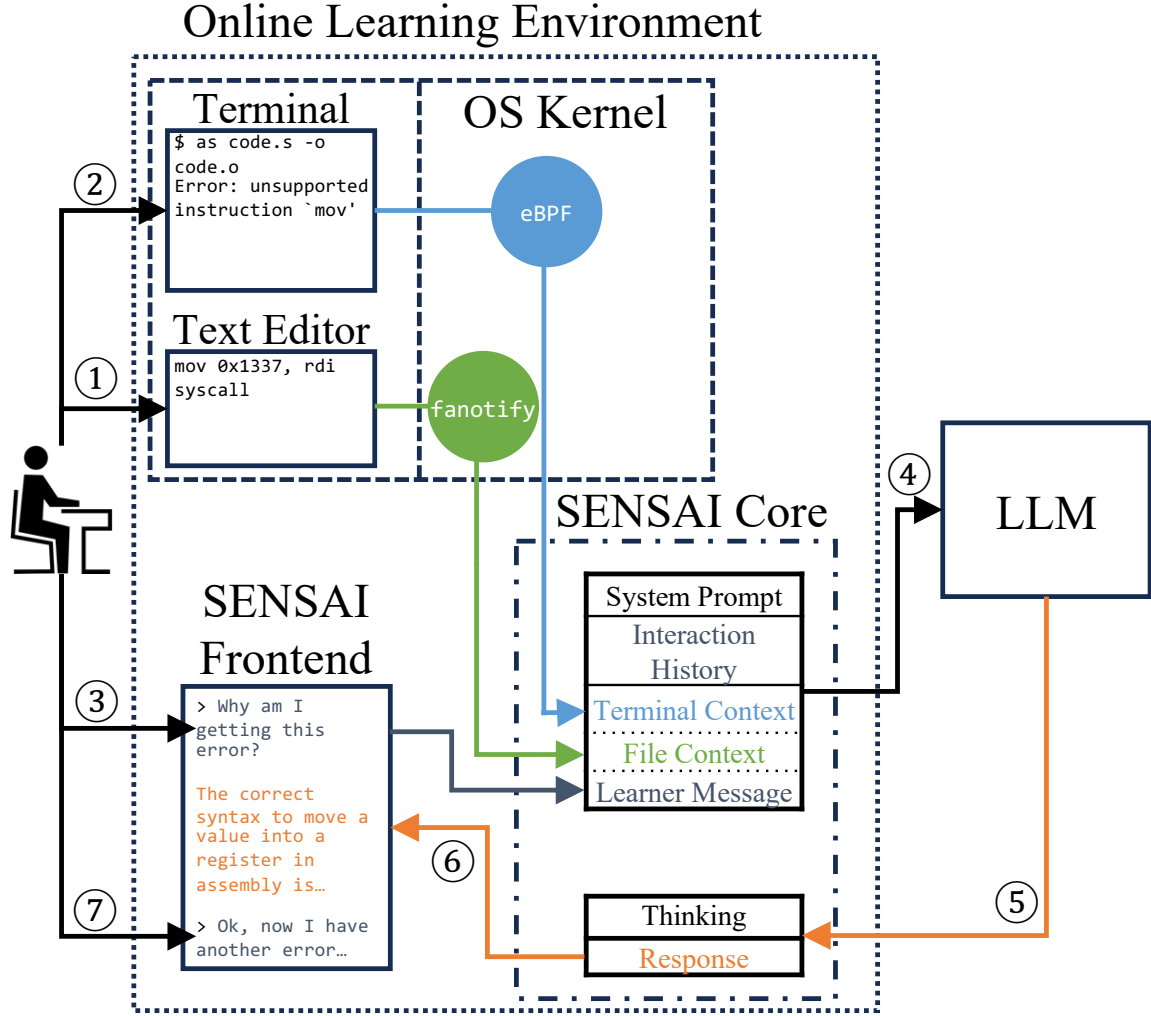 Online Learning Environment
Terminal
$ as code.s -o
code.o
Error: unsupported
instruction `mov'
OS Kernel
eBPF
②
Text Editor
mov 0x1337, rdi
syscall
fanotify
①
SENSAI Core
System Prompt
Interaction
History
Terminal Context
File Context
Learner Message
④
LLM
SENSAI
Frontend
③
> Why am I
getting this
error?
The correct
syntax to move a
value into a
register in
assembly is…
> Ok, now I have
another error…
⑦
⑥
Thinking
Response
⑤